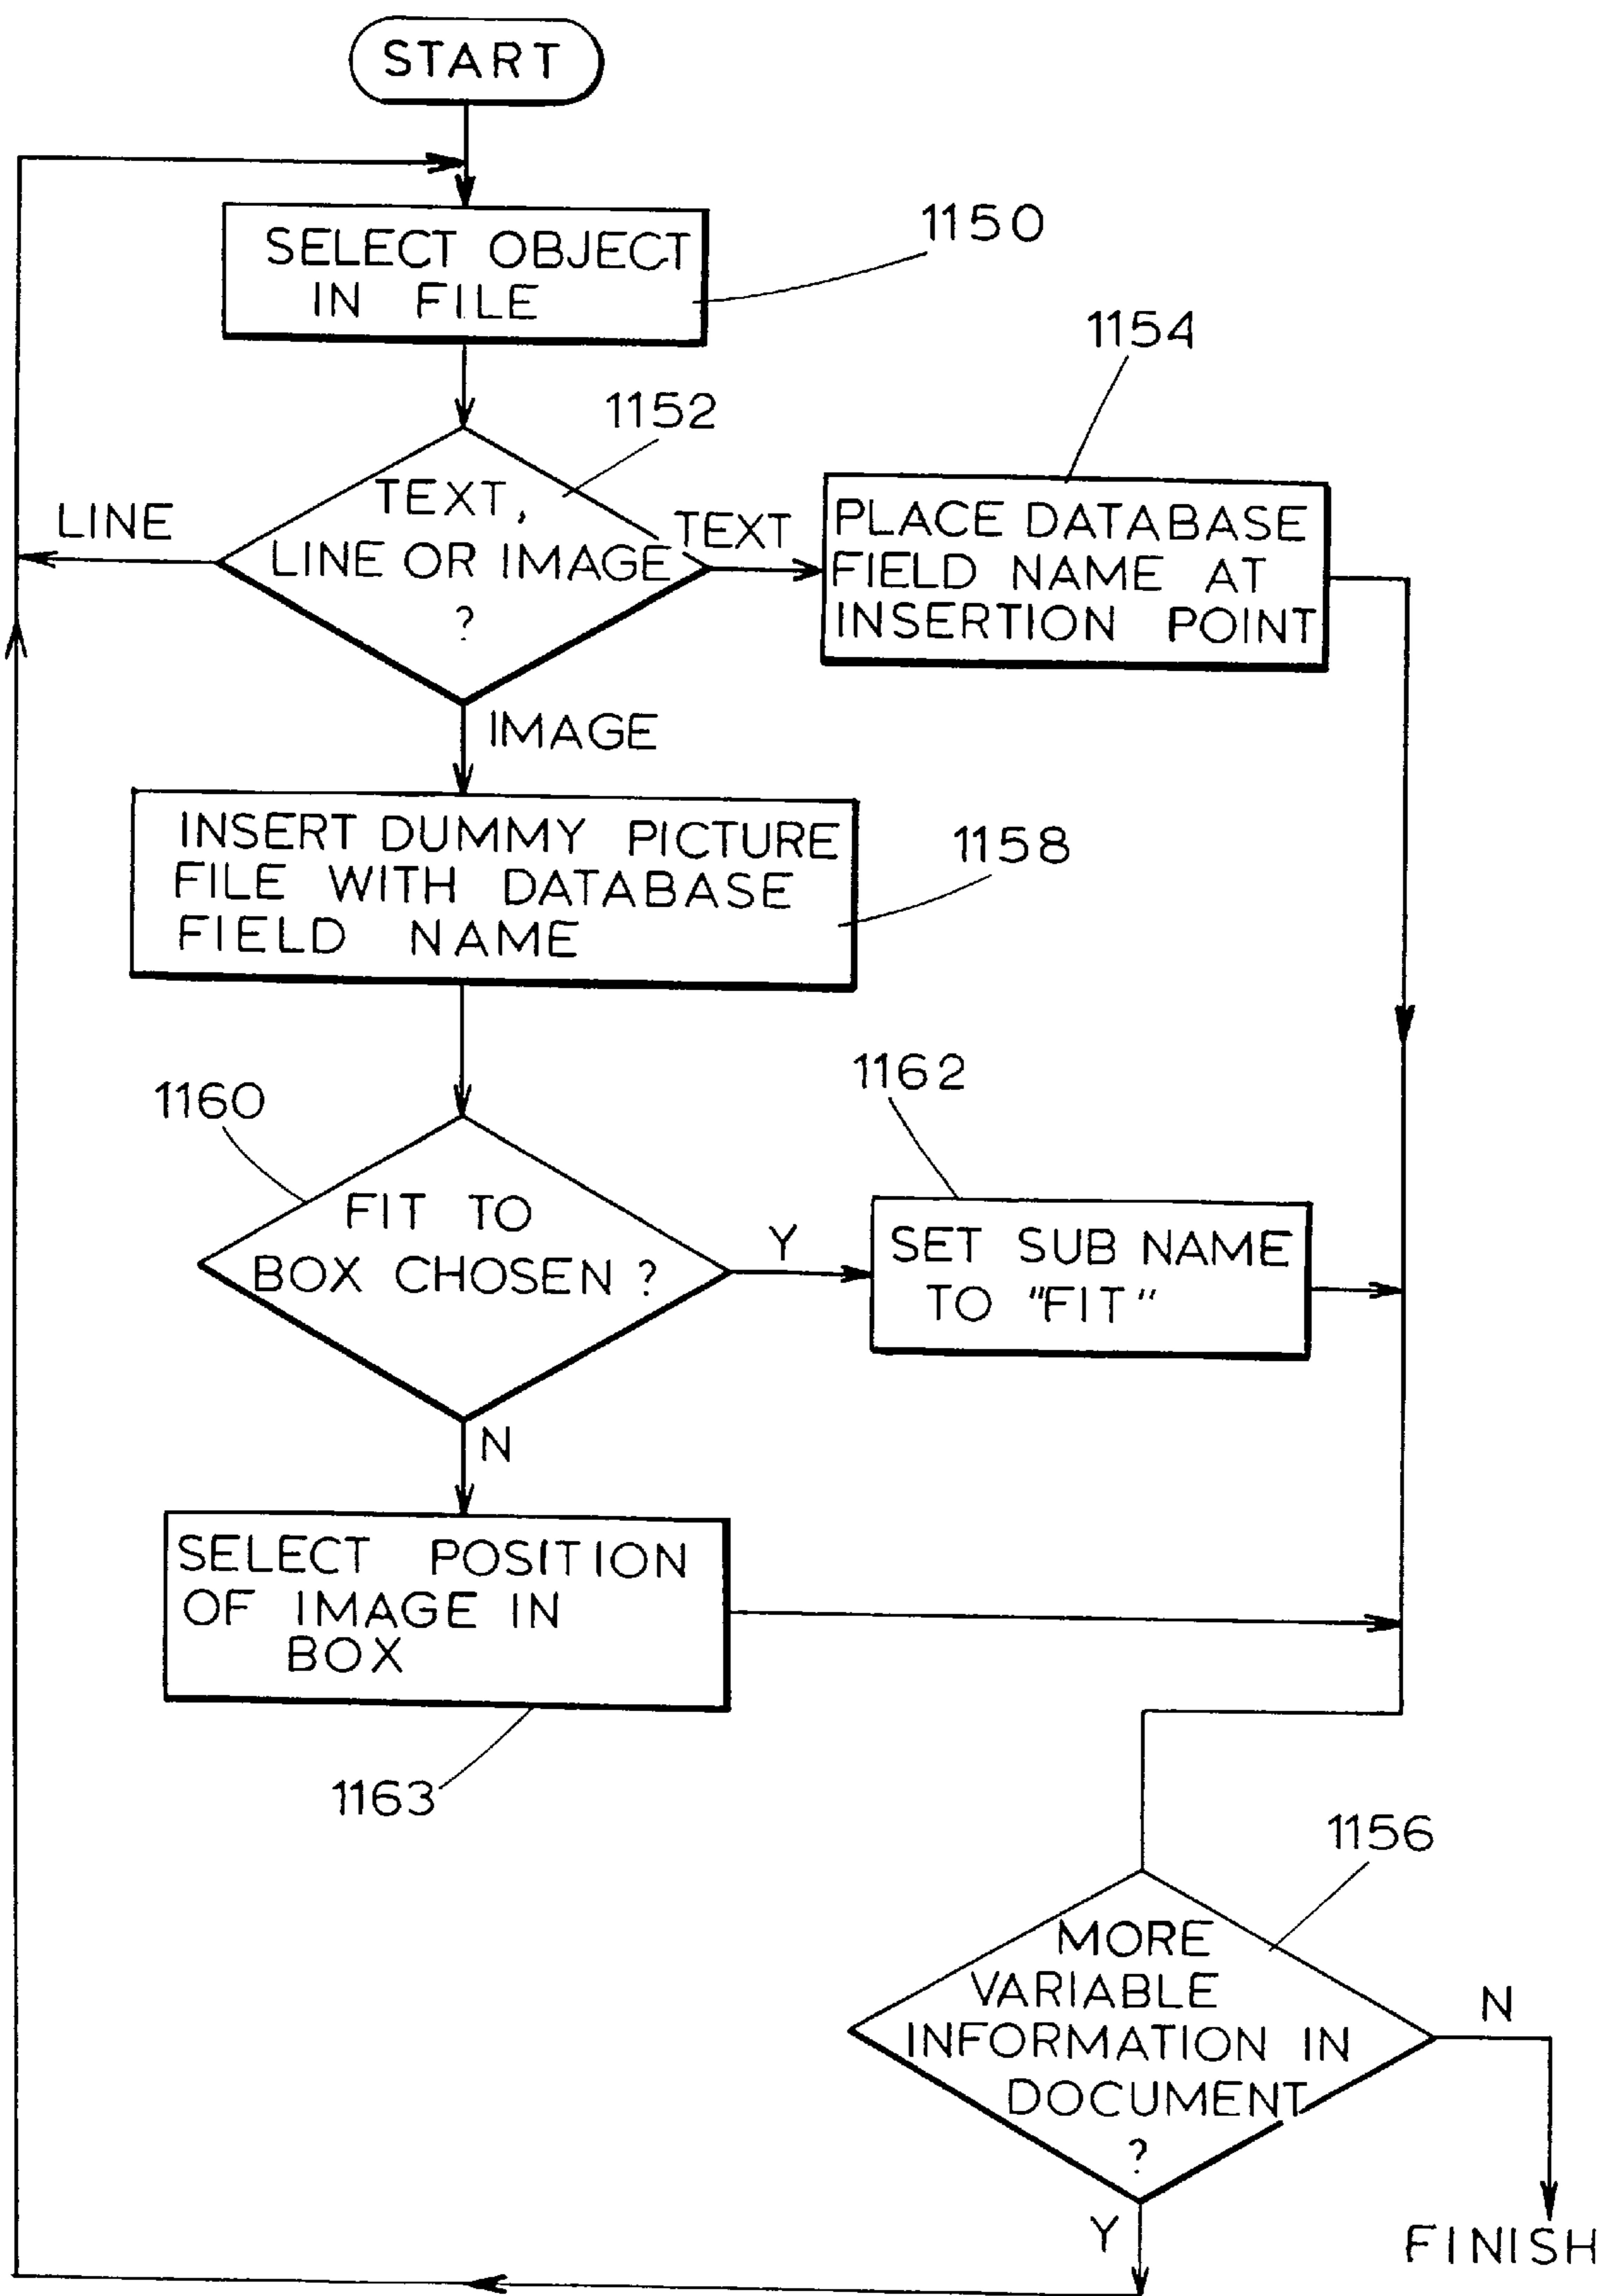 START
1150
SELECT OBJECT
IN FILE
1154
1152
TEXT,
LINE OR IMAGE
?
LINE
TEXT
PLACE DATABASE
FIELD NAME AT
INSERTION POINT
IMAGE
INSERT DUMMY PICTURE
FILE WITH DATABASE
FIELD NAME
1158
1160
1162
FIT TO
BOX CHOSEN ?
Y
SET SUB NAME
TO "FIT"
N
SELECT POSITION
OF IMAGE IN
BOX
1163
1156
MORE
VARIABLE
INFORMATION IN
DOCUMENT
?
N
Y
FINISH